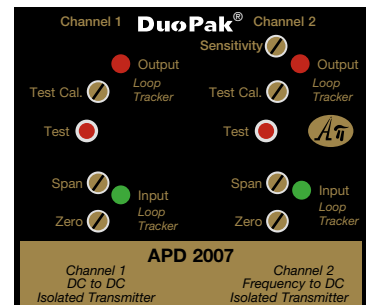 Channel 1 DuoPak® Channel 2
Sensitivity
Output Output
Test Cal. Loop Tracker Test Cal. Loop Tracker
Test Test
Span Span
Input Input
Zero Loop Tracker Zero Loop Tracker
APD 2007
Channel 1 Channel 2
DC to DC Frequency to DC
Isolated Transmitter Isolated Transmitter